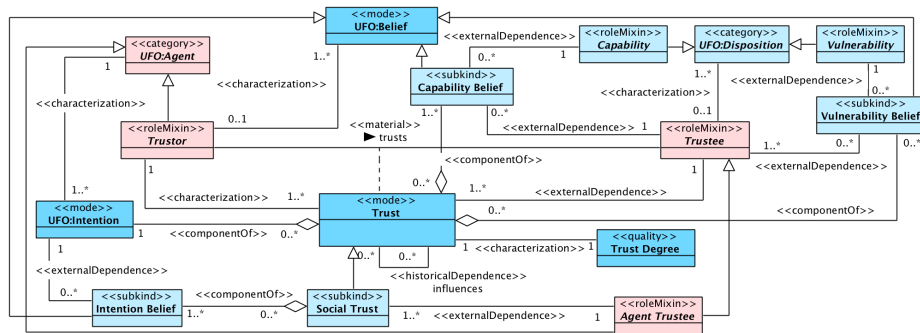 <<mode>>
UFO:Belief
<<category>>
UFO:Agent
<<externalDependence>>
<<roleMixin>>
Capability
<<category>>
UFO:Disposition
<<roleMixin>>
Vulnerability
1
1..*
0..*
1
1..*
1
<<subkind>>
Capability Belief
<<externalDependence>>
<<characterization>>
<<characterization>>
<<characterization>>
0..*
<<subkind>>
Vulnerability Belief
0..1
1..*
0..*
0..1
<<material>>
trusts
<<roleMixin>>
Trustor
<<externalDependence>>
1
<<roleMixin>>
Trustee
1..*
0..*
0..*
<<componentOf>>
<<externalDependence>>
1
1
1..*
<<characterization>>
1..*
0..*
1..*
<<externalDependence>>
<<mode>>
Trust
<<mode>>
UFO:Intention
0..*
<<componentOf>>
1
<<componentOf>>
0..*
1
<<characterization>>
1
<<quality>>
Trust Degree
1
0..*
0..*
<<externalDependence>>
<<historicalDependence>>
influences
0..*
<<subkind>>
Intention Belief
<<componentOf>>
<<subkind>>
Social Trust
<<roleMixin>>
Agent Trustee
1..*
0..*
1..*
<<externalDependence>>
1